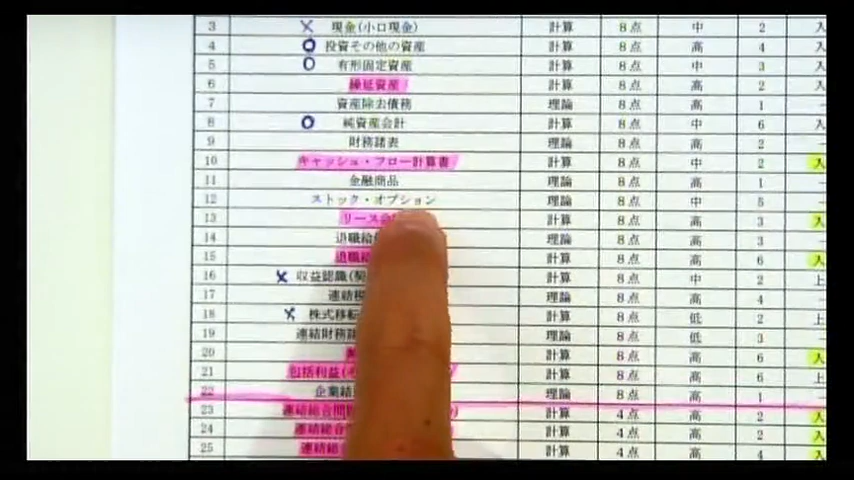 3 × 現金(小口現金) 計算 8点 中 2 入
4 投資その他の資産 計算 8点 高 4 入
5 有形固定資産 計算 8点 中 3 入
6 繰延資産 計算 8点 高 2 入
7 資産除去債務 理論 8点 高 1 -
8 純資産会計 計算 8点 中 6 入
9 財務諸表 理論 8点 高 2 -
10 キャッシュ・フロー計算書 計算 8点 中 2 入
11 金融商品 理論 8点 高 1 -
12 ストック・オプション 理論 8点 中 5 -
13 リース会 計算 8点 高 3 入
14 退職給 理論 8点 高 3 -
15 退職給 計算 8点 高 6 入
16 × 収益認識(契 計算 8点 中 2 上
17 連結 理論 8点 高 4 -
18 × 株式移転 計算 8点 低 2 上
19 連結財務諸 理論 8点 低 3 -
20 計算 8点 高 6 入
21 包括利益( 計算 8点 高 6 上
22 企業結 理論 8点 高 1 -
23 連結総合問 計算 4点 高 2 入
24 連結総合 計算 4点 高 2 入
25 連結総 計算 4点 高 4 入